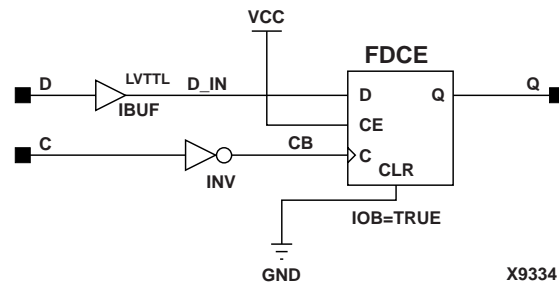 VCC
FDCE
D
LVTTL
D_IN
D
Q
Q
IBUF
CE
C
CB
C
CLR
INV
IOB=TRUE
GND
X9334